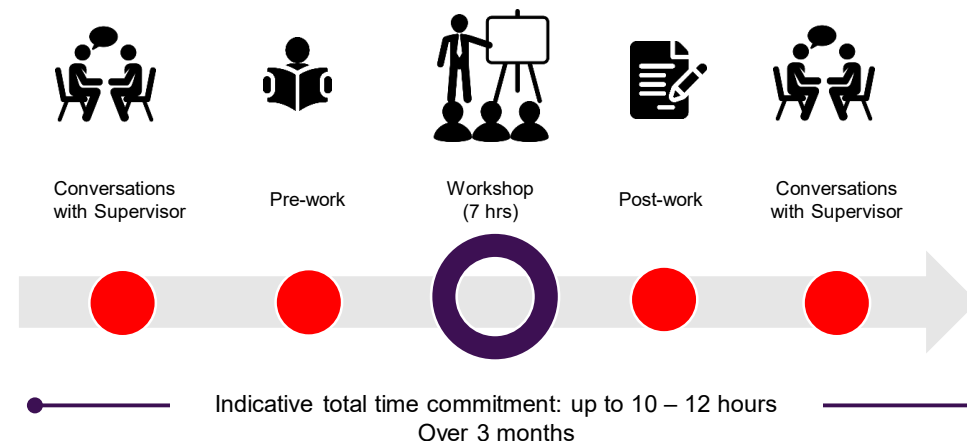 Conversations
with Supervisor
Pre-work
Workshop
(7 hrs)
Post-work
Conversations
with Supervisor
Indicative total time commitment: up to 10 – 12 hours
Over 3 months